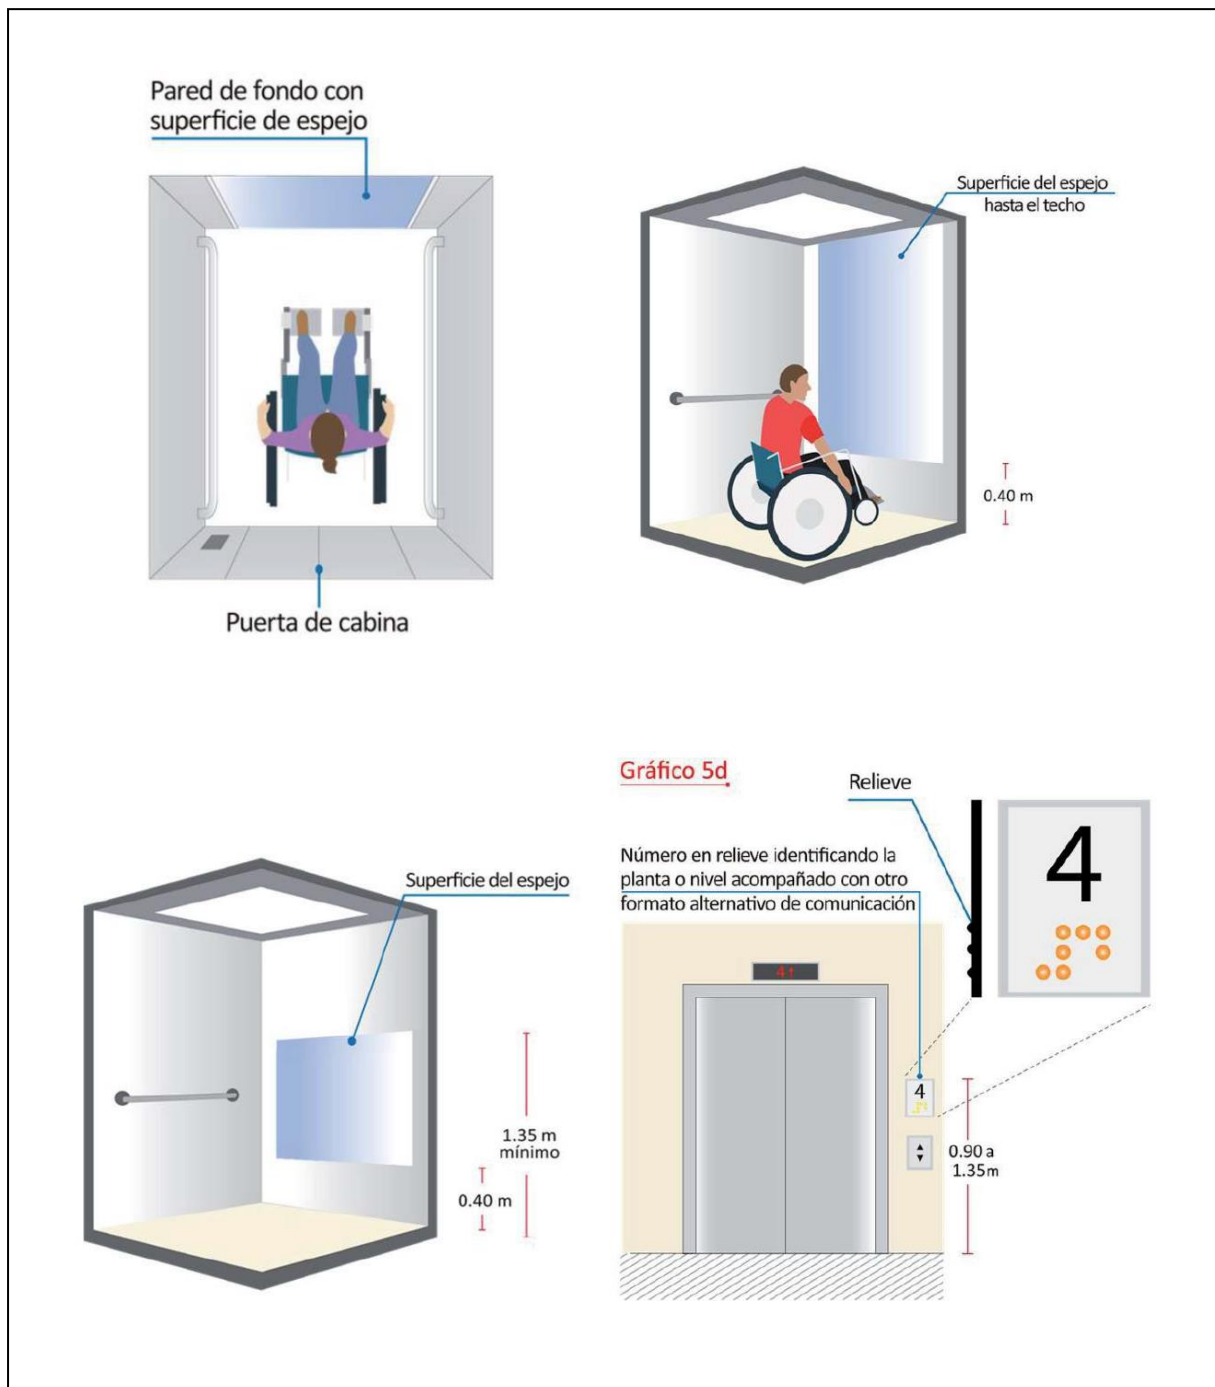 Pared de fondo con
superficie de espejo
Puerta de cabina
Superficie del espejo
hasta el techo
0.40 m
Superficie del espejo
1.35 m
mínimo
0.40 m
Gráfico 5d
Relieve
Número en relieve identificando la
planta o nivel acompañado con otro
formato alternativo de comunicación
4
4↑
4
0.90 a
1.35m